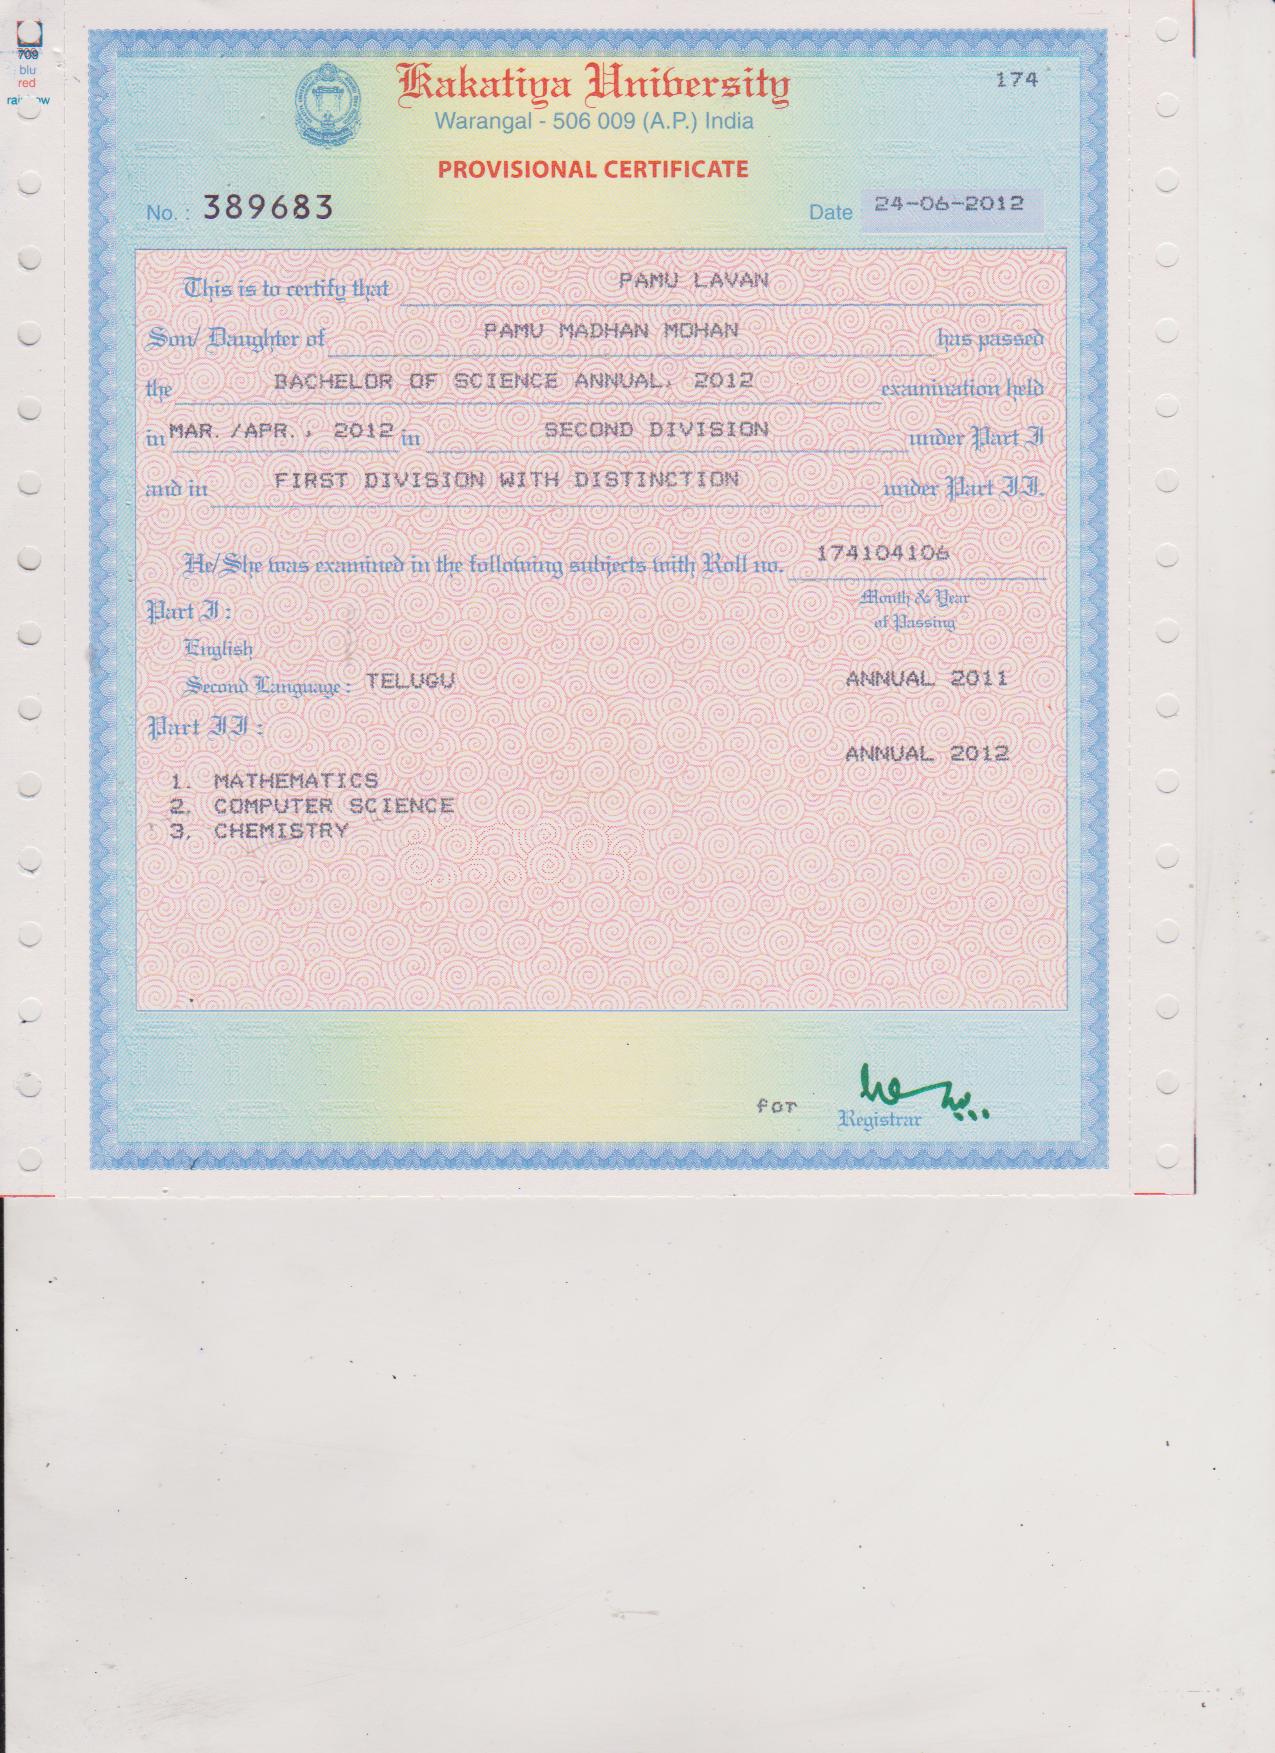 709
blu
red
174
Kakatiya University
Warangal - 506 009 (A.P.) India
PROVISIONAL CERTIFICATE
No. : 389683 Date 24-06-2012
This is to certify that PAMU LAVAN
Son/ Daughter of PAMU MADHAN MOHAN has passed
the BACHELOR OF SCIENCE ANNUAL, 2012 examination held
in MAR./APR., 2012 in SECOND DIVISION under Part I
and in FIRST DIVISION WITH DISTINCTION under Part II.
He/She was examined in the following subjects with Roll no. 174104106
Month & Year
of Passing
Part I :
English
Second Language : TELUGU ANNUAL 2011
Part II :
ANNUAL 2012
1. MATHEMATICS
2. COMPUTER SCIENCE
3. CHEMISTRY
for Registrar